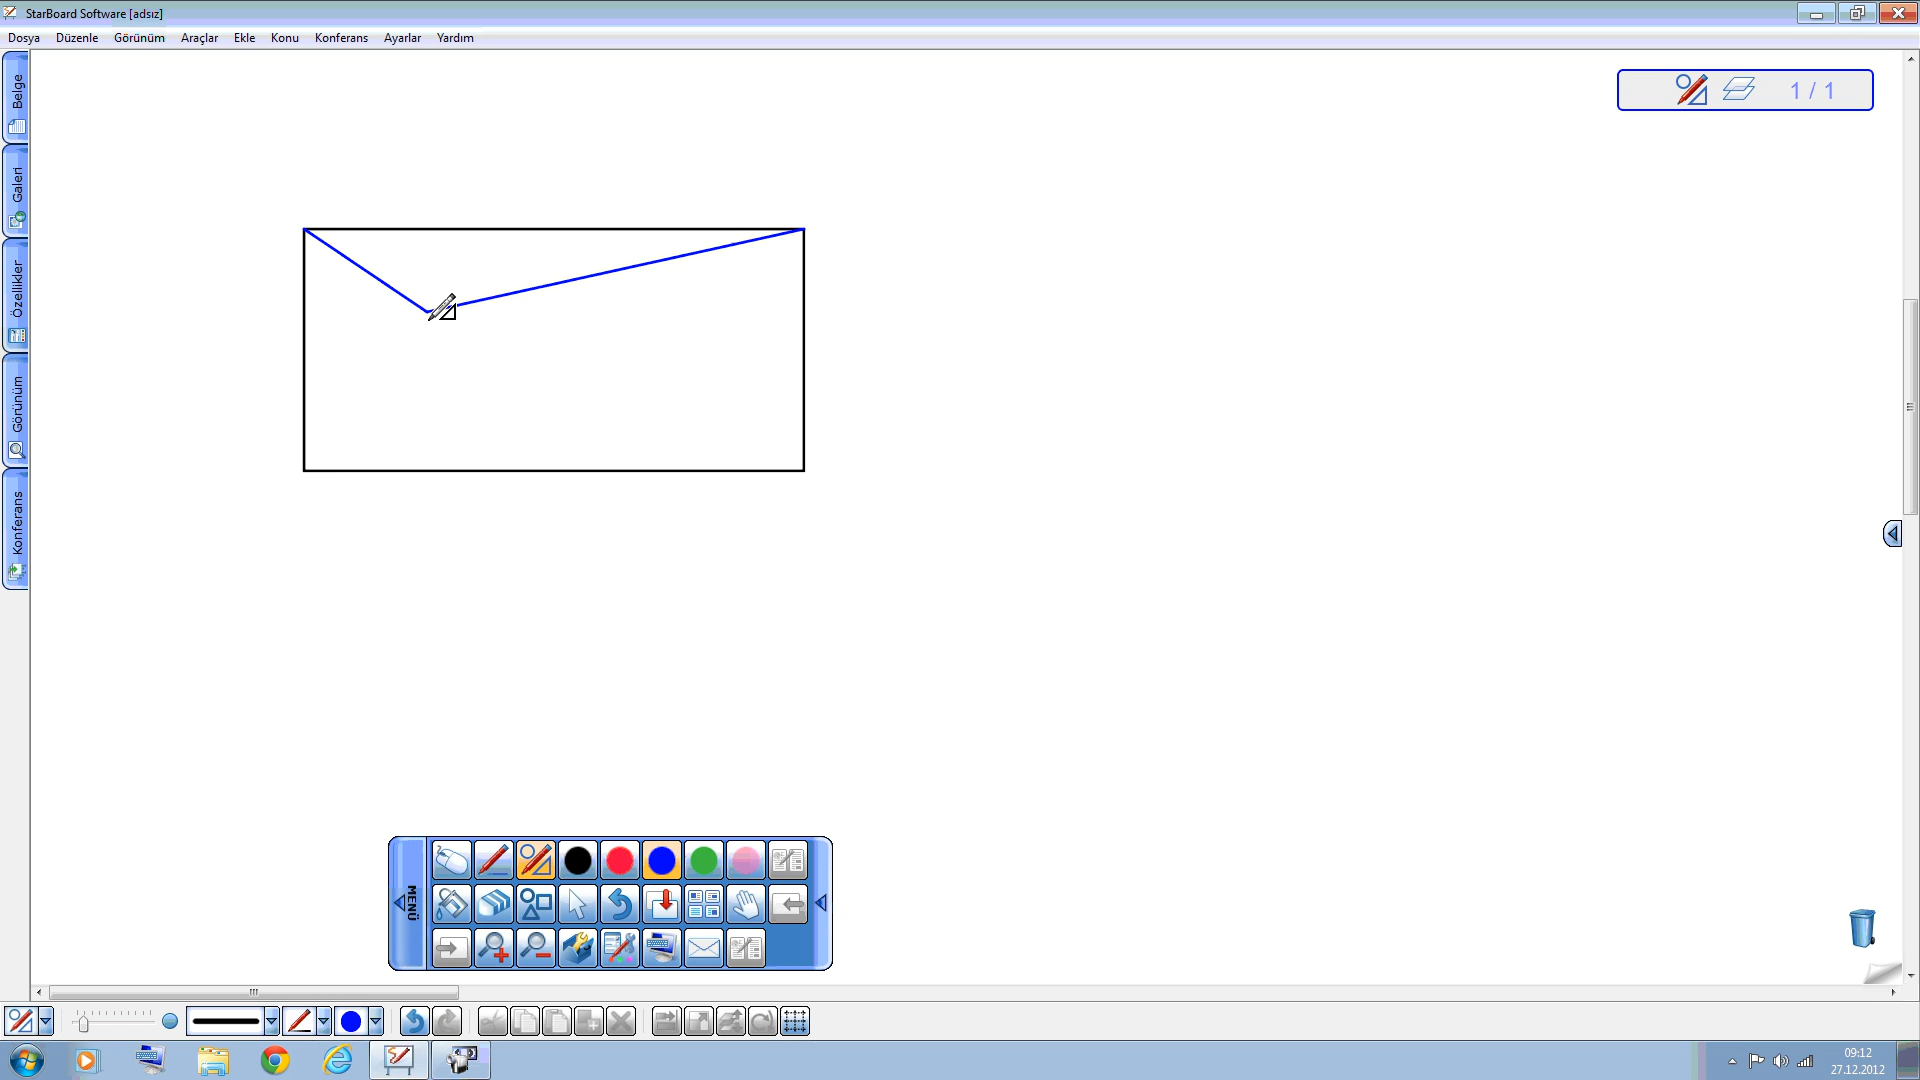 StarBoard Software [adsız]
Dosya Düzenle Görünüm Araçlar Ekle Konu Konferans Ayarlar Yardım
Belge
Galeri
Özellikler
Görünüm
Konferans
1 / 1
MENÜ
09:12
27.12.2012